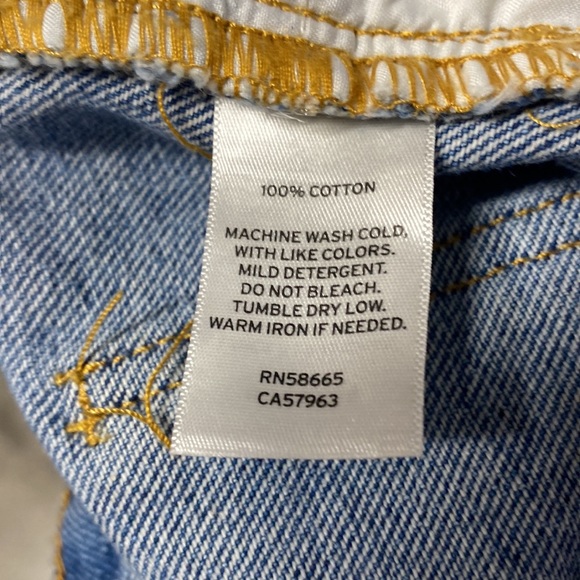 100% COTTON
MACHINE WASH COLD,
WITH LIKE COLORS.
MILD DETERGENT.
DO NOT BLEACH.
TUMBLE DRY LOW.
WARM IRON IF NEEDED.
RN58665
CA57963